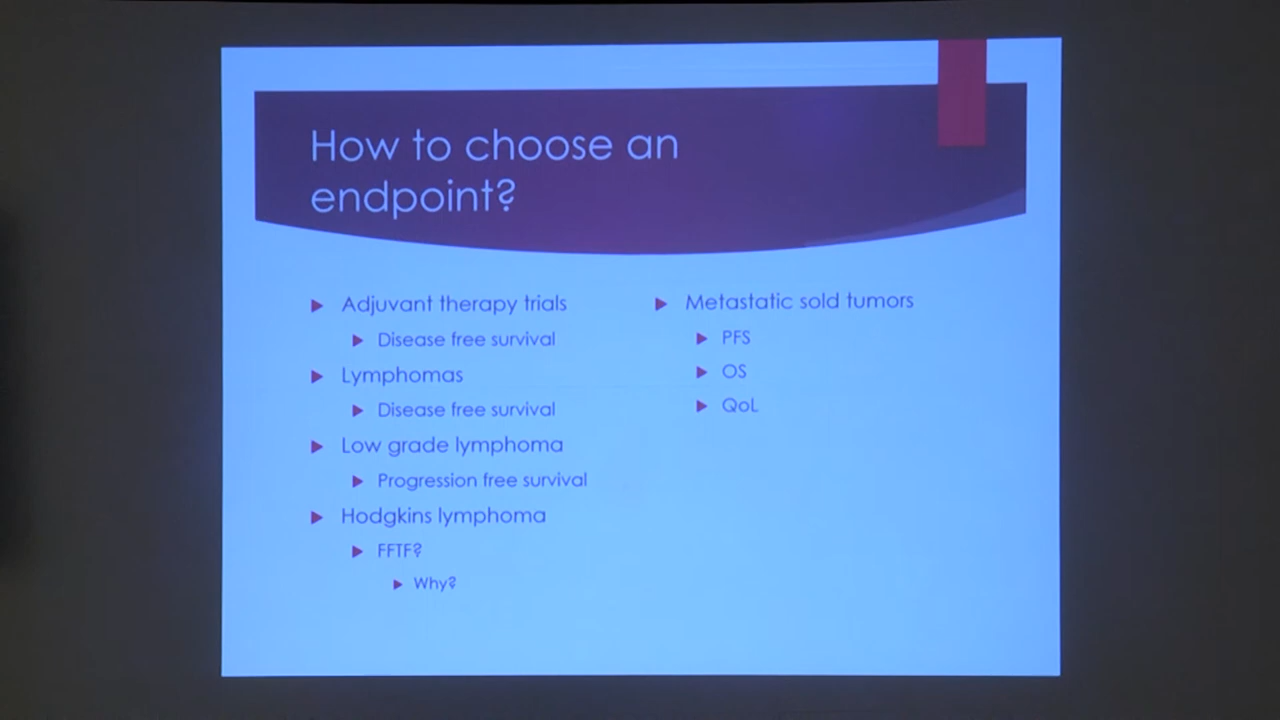 How to choose an
endpoint?
Adjuvant therapy trials
Disease free survival
Lymphomas
Disease free survival
Low grade lymphoma
Progression free survival
Hodgkins lymphoma
FFTF?
Why?
Metastatic sold tumors
PFS
OS
QoL